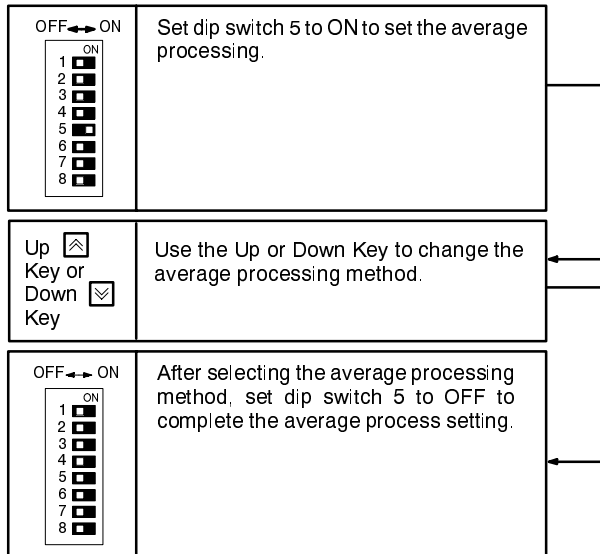 OFF ON
ON
1
2
3
4
5
6
7
8
Set dip switch 5 to ON to set the average
processing.
Up
Key or
Down
Key
Use the Up or Down Key to change the
average processing method.
OFF ON
ON
1
2
3
4
5
6
7
8
After selecting the average processing
method, set dip switch 5 to OFF to
complete the average process setting.